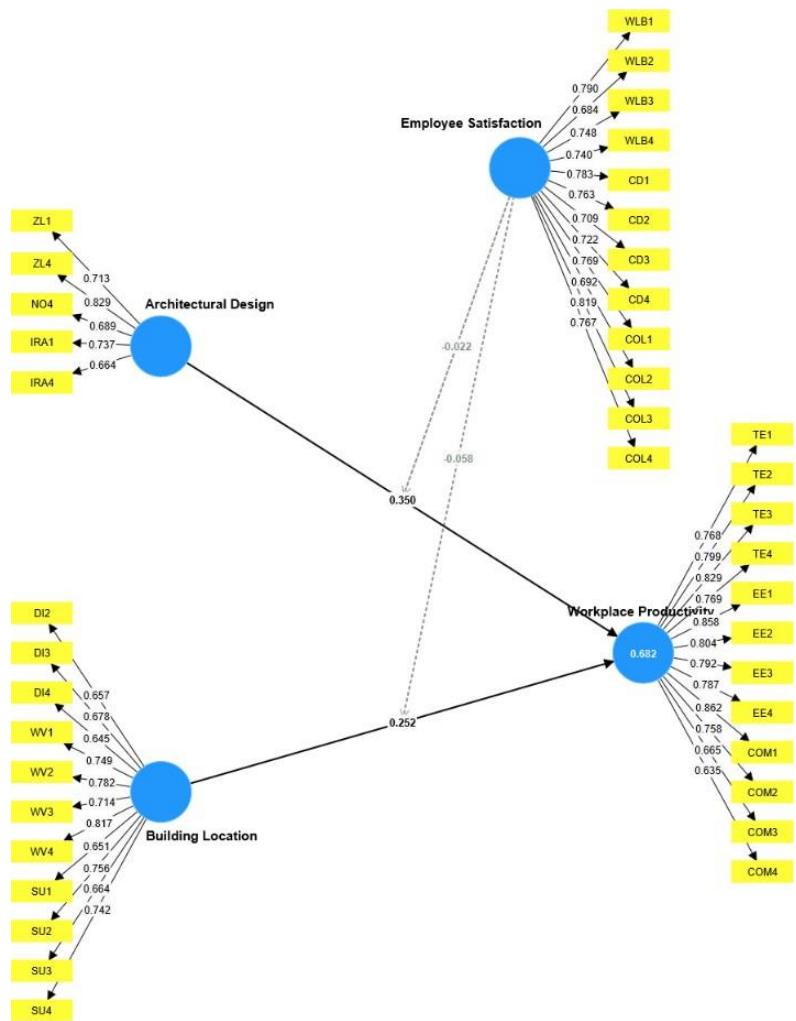 WLB1
WLB2
WLB3
WLB4
CD1
CD2
CD3
CD4
COL1
COL2
COL3
COL4
0.790
0.684
0.748
0.740
0.783
0.763
0.709
0.722
0.769
0.692
0.819
0.767
Employee Satisfaction
ZL1
ZL4
NO4
IRA1
IRA4
0.713
0.829
0.689
0.737
0.664
Architectural Design
-0.022
-0.058
0.350
0.252
TE1
TE2
TE3
TE4
EE1
EE2
EE3
EE4
COM1
COM2
COM3
COM4
0.768
0.799
0.829
0.769
0.858
0.804
0.792
0.787
0.862
0.758
0.665
0.635
Workplace Productivity
0.682
DI2
DI3
DI4
WV1
WV2
WV3
WV4
SU1
SU2
SU3
SU4
0.657
0.678
0.645
0.749
0.782
0.714
0.817
0.651
0.756
0.664
0.742
Building Location